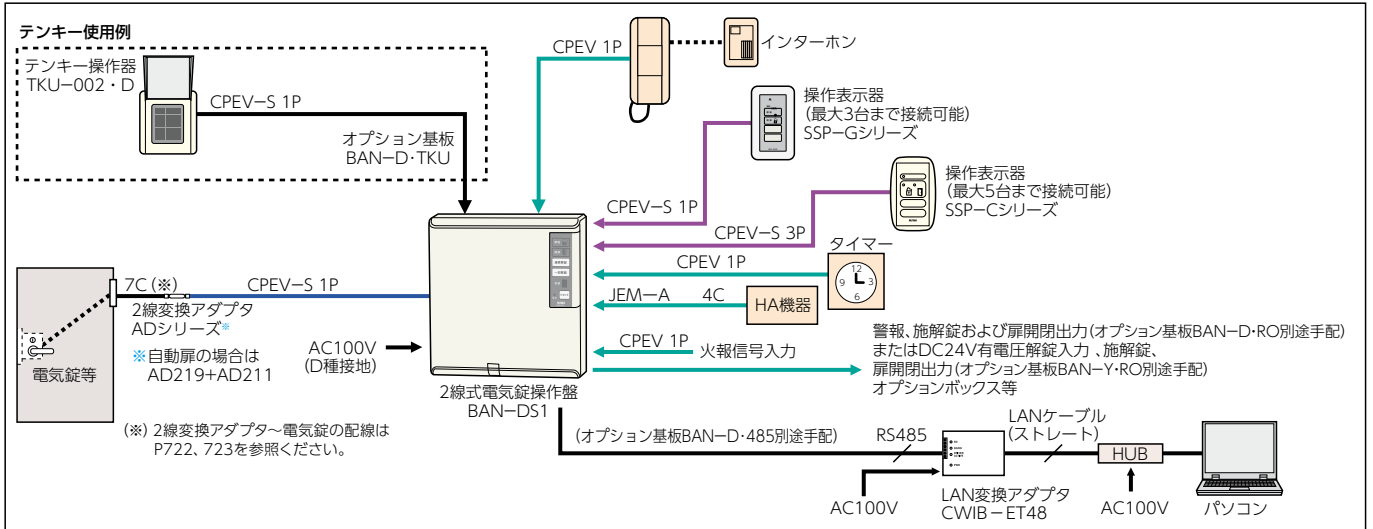 テンキー使用例
テンキー操作器
TKU−002・D
CPEV−S 1P
オプション基板
BAN−D・TKU
CPEV 1P
インターホン
操作表示器
(最大3台まで接続可能)
SSP−Gシリーズ
CPEV−S 1P
操作表示器
(最大5台まで接続可能)
SSP−Cシリーズ
CPEV−S 3P
タイマー
12
9 3
6
CPEV 1P
JEM−A 4C
HA機器
CPEV 1P
火報信号入力
警報、施解錠および扉開閉出力(オプション基板BAN−D・RO別途手配)
またはDC24V有電圧解錠入力、施解錠、
扉開閉出力(オプション基板BAN−Y・RO別途手配)
オプションボックス等
7C(※)
CPEV−S 1P
2線変換アダプタ
ADシリーズ※
※自動扉の場合は
AD219+AD211
電気錠等
AC100V
(D種接地)
2線式電気錠操作盤
BAN−DS1
(※) 2線変換アダプタ〜電気錠の配線は
P722、723を参照ください。
(オプション基板BAN−D・485別途手配)
RS485
LANケーブル
(ストレート)
HUB
AC100V
LAN変換アダプタ
CWIB−ET48
AC100V
パソコン